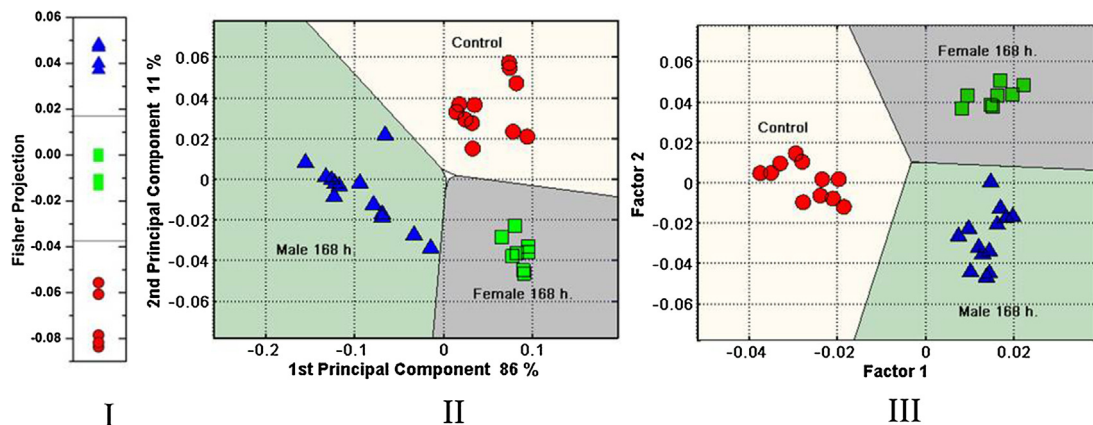 Fisher Projection
0.06
0.04
0.02
0.00
-0.02
-0.04
-0.06
-0.08
I
2nd Principal Component 11 %
0.06
0.04
0.02
0
-0.02
-0.04
-0.06
Control
Male 168 h.
Female 168 h.
-0.2
-0.1
0
0.1
1st Principal Component 86 %
II
Factor 2
0.06
0.04
0.02
0
-0.02
-0.04
-0.06
Female 168 h.
Control
Male 168 h.
-0.04
-0.02
0
0.02
Factor 1
III